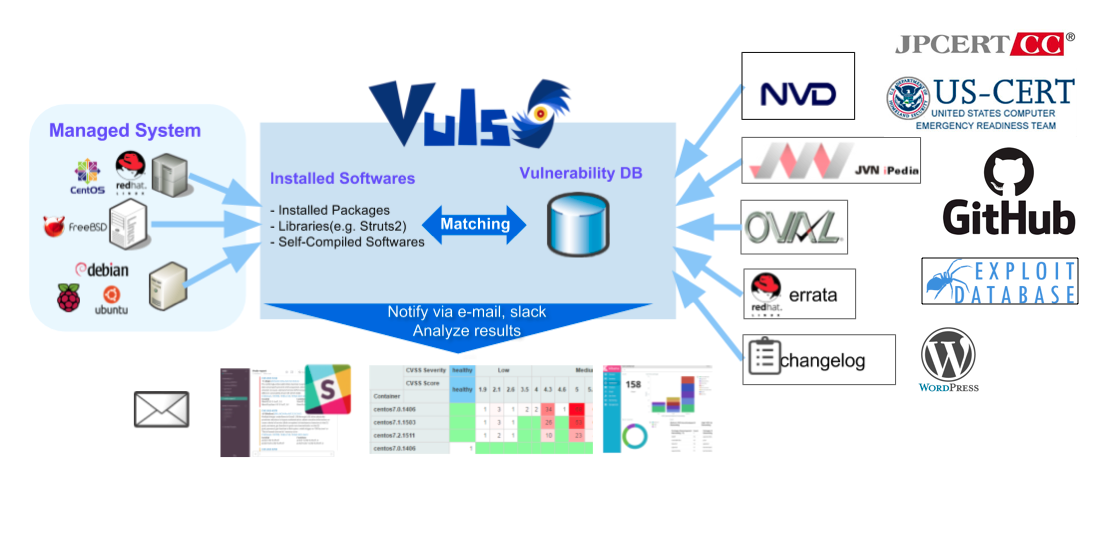 JPCERT CC®
Vuls
NVD
US-CERT
UNITED STATES COMPUTER
EMERGENCY READINESS TEAM
Managed System
CentOS
redhat.
LINUX
FreeBSD
debian
ubuntu
Installed Softwares
- Installed Packages
- Libraries(e.g. Struts2)
- Self-Compiled Softwares
Matching
Vulnerability DB
JVN iPedia
GitHub
OVAL
EXPLOIT
DATABASE
redhat.
LINUX
errata
changelog
WORDPRESS
Notify via e-mail, slack
Analyze results
CVSS Severity healthy Low Mediu
CVSS Score healthy 1.9 2.1 2.6 3.5 4 4.3 4.6 5 5.
Container
centos7.0.1406 1 3 1 2 2 34 1
centos7.1.1503 1 3 1 25
centos7.2.1511 1 2 1 18 23
centos7.0.1406 1
158